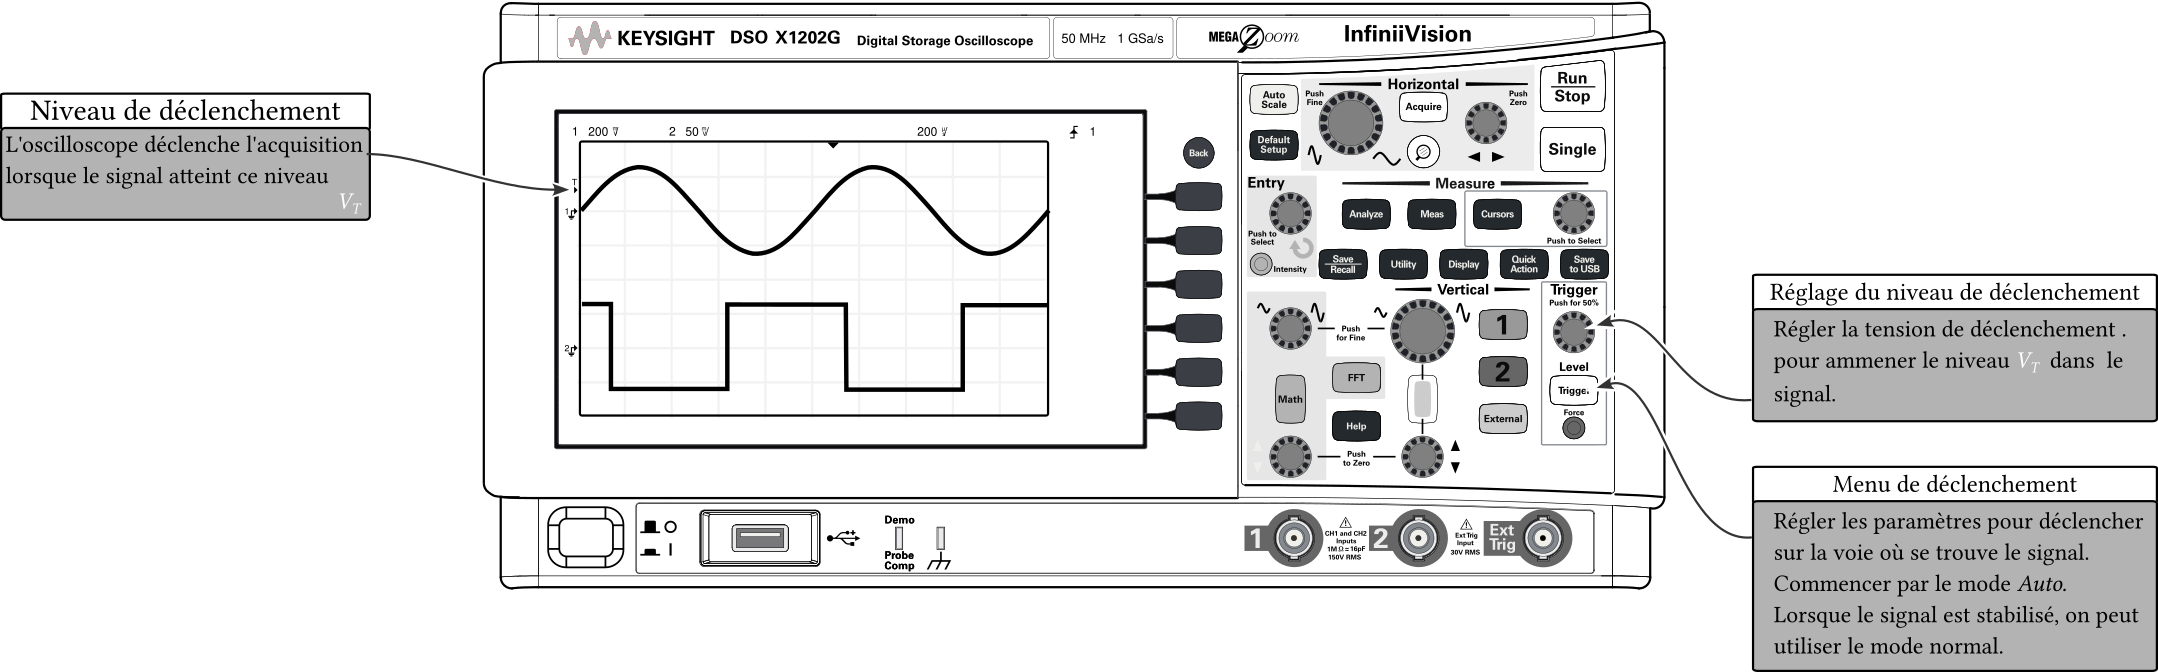 KEYSIGHT DSO X1202G Digital Storage Oscilloscope 50 MHz 1 GSa/s MEGA Zoom InfiniiVision
Niveau de déclenchement
L'oscilloscope déclenche l'acquisition
lorsque le signal atteint ce niveau
V_T
1 200 V 2 50 V 200 V 1
T
1
2
Back
Auto
Scale
Default
Setup
Horizontal
Push
Fine
Acquire
Push
Zero
Run
Stop
Single
Entry
Push to
Select
Intensity
Measure
Analyze
Meas
Cursors
Push to Select
Save
Recall
Utility
Display
Quick
Action
Save
to USB
Vertical
Push
for Fine
1
2
FFT
Math
Help
External
Push
to Zero
Trigger
Push for 50%
Level
Trigger
Force
Réglage du niveau de déclenchement
Régler la tension de déclenchement .
pour ammener le niveau V_T dans le
signal.
Menu de déclenchement
Régler les paramètres pour déclencher
sur la voie où se trouve le signal.
Commencer par le mode Auto.
Lorsque le signal est stabilisé, on peut
utiliser le mode normal.
Demo
Probe
Comp
1
CH1 and CH2
Inputs
1M Ω = 16pF
150V RMS
2
Ext Trig
Input
30V RMS
Ext
Trig